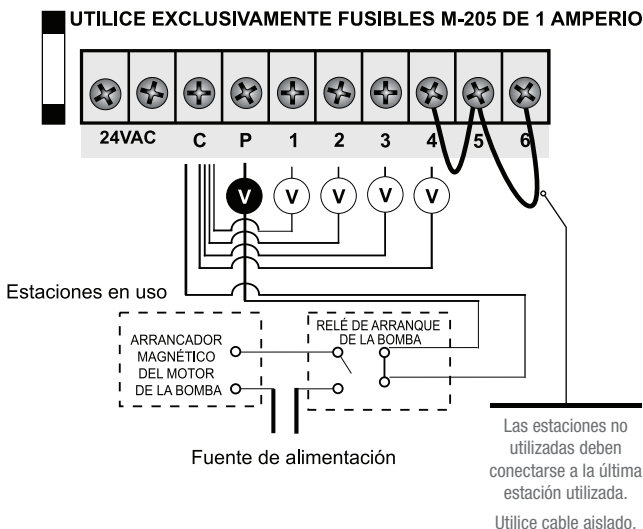 UTILICE EXCLUSIVAMENTE FUSIBLES M-205 DE 1 AMPERIO
24VAC C P 1 2 3 4 5 6
V V V V V
Estaciones en uso
ARRANCADOR
MAGNÉTICO
DEL MOTOR
DE LA BOMBA
RELÉ DE ARRANQUE
DE LA BOMBA
Fuente de alimentación
Las estaciones no
utilizadas deben
conectarse a la última
estación utilizada.
Utilice cable aislado.